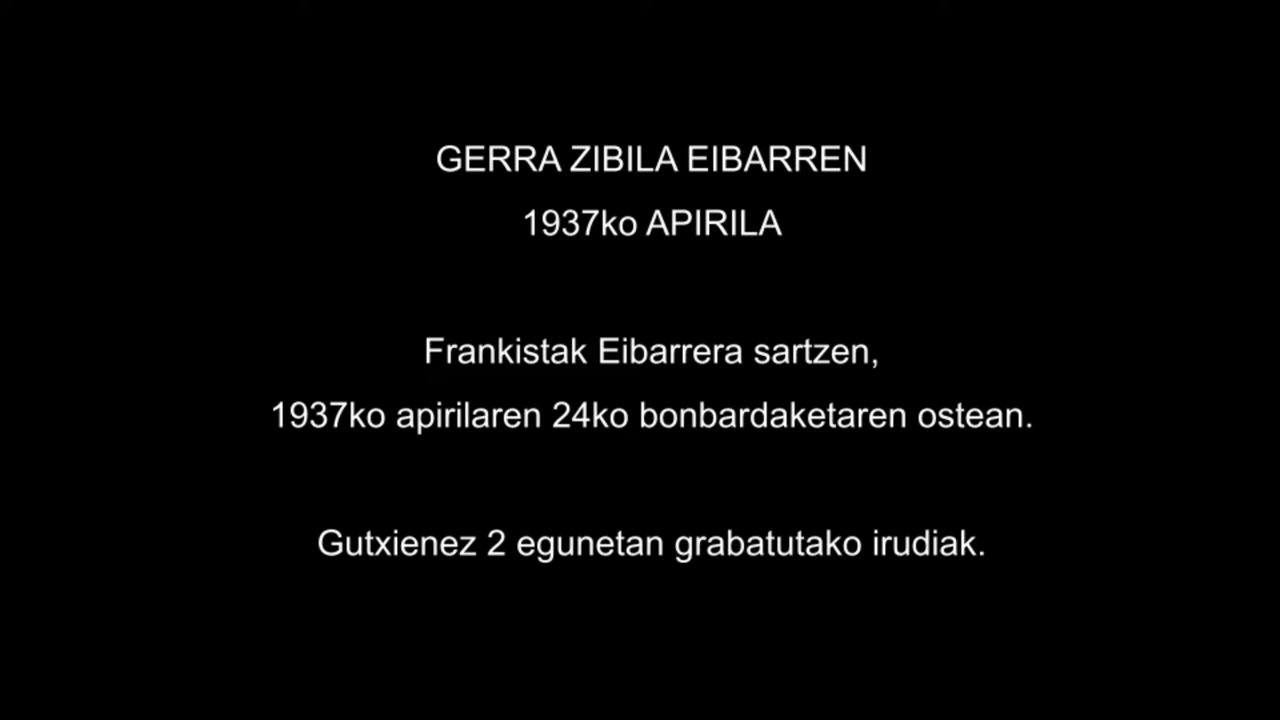 GERRA ZIBILA EIBARREN
1937ko APIRILA
Frankistak Eibarrera sartzen,
1937ko apirilaren 24ko bonbardaketaren ostean.
Gutxienez 2 egunetan grabatutako irudiak.